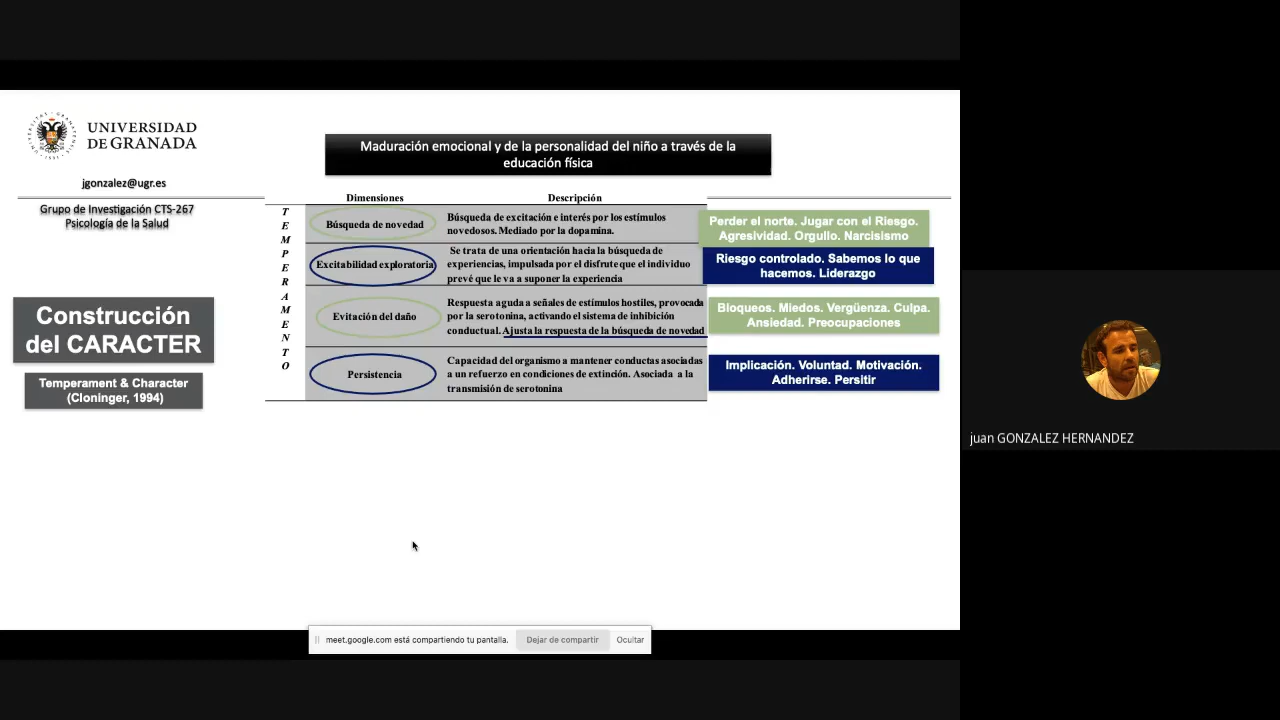 UNIVERSIDAD
DE GRANADA
jgonzalez@ugr.es
Grupo de Investigación CTS-267
Psicología de la Salud
Construcción
del CARACTER
Temperament & Character
(Cloninger, 1994)
Maduración emocional y de la personalidad del niño a través de la
educación física
Dimensiones
Descripción
T
E
M
P
E
R
A
M
E
N
T
O
Búsqueda de novedad
Búsqueda de excitación e interés por los estímulos
novedosos. Mediado por la dopamina.
Perder el norte. Jugar con el Riesgo.
Agresividad. Orgullo. Narcisismo
Excitabilidad exploratoria
Se trata de una orientación hacia la búsqueda de
experiencias, impulsada por el disfrute que el individuo
prevé que le va a suponer la experiencia
Riesgo controlado. Sabemos lo que
hacemos. Liderazgo
Evitación del daño
Respuesta aguda a señales de estímulos hostiles, provocada
por la serotonina, activando el sistema de inhibición
conductual. Ajusta la respuesta de la búsqueda de novedad
Bloqueos. Miedos. Vergüenza. Culpa.
Ansiedad. Preocupaciones
Persistencia
Capacidad del organismo a mantener conductas asociadas
a un refuerzo en condiciones de extinción. Asociada a la
transmisión de serotonina
Implicación. Voluntad. Motivación.
Adherirse. Persitir
meet.google.com está compartiendo tu pantalla.
Dejar de compartir
Ocultar
juan GONZALEZ HERNANDEZ